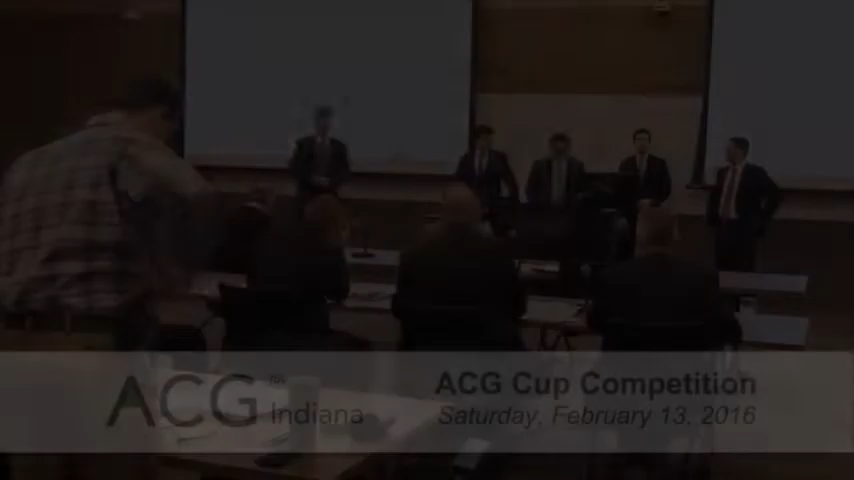 ACG®
Indiana
ACG Cup Competition
Saturday, February 13, 2016